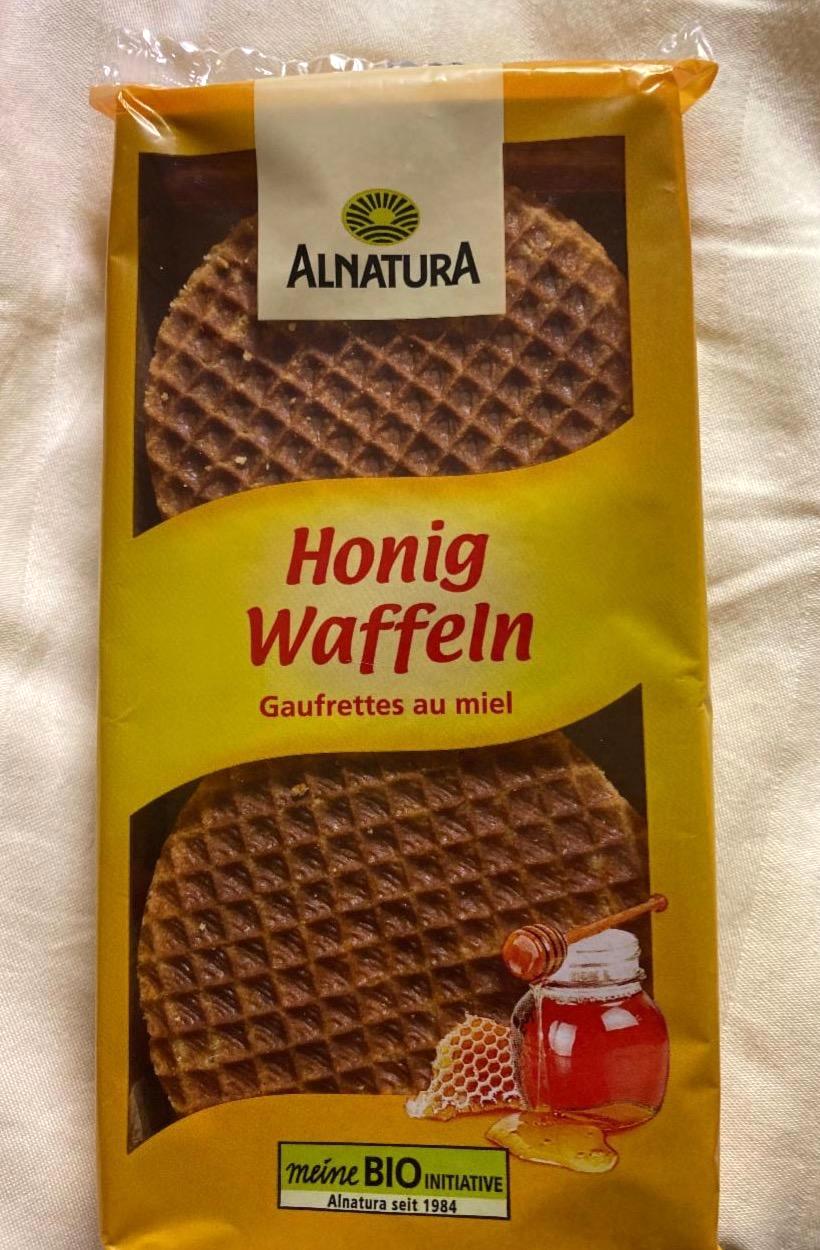 ALNATURA
Honig
Waffeln
Gaufrettes au miel
meine BIO INITIATIVE
Alnatura seit 1984